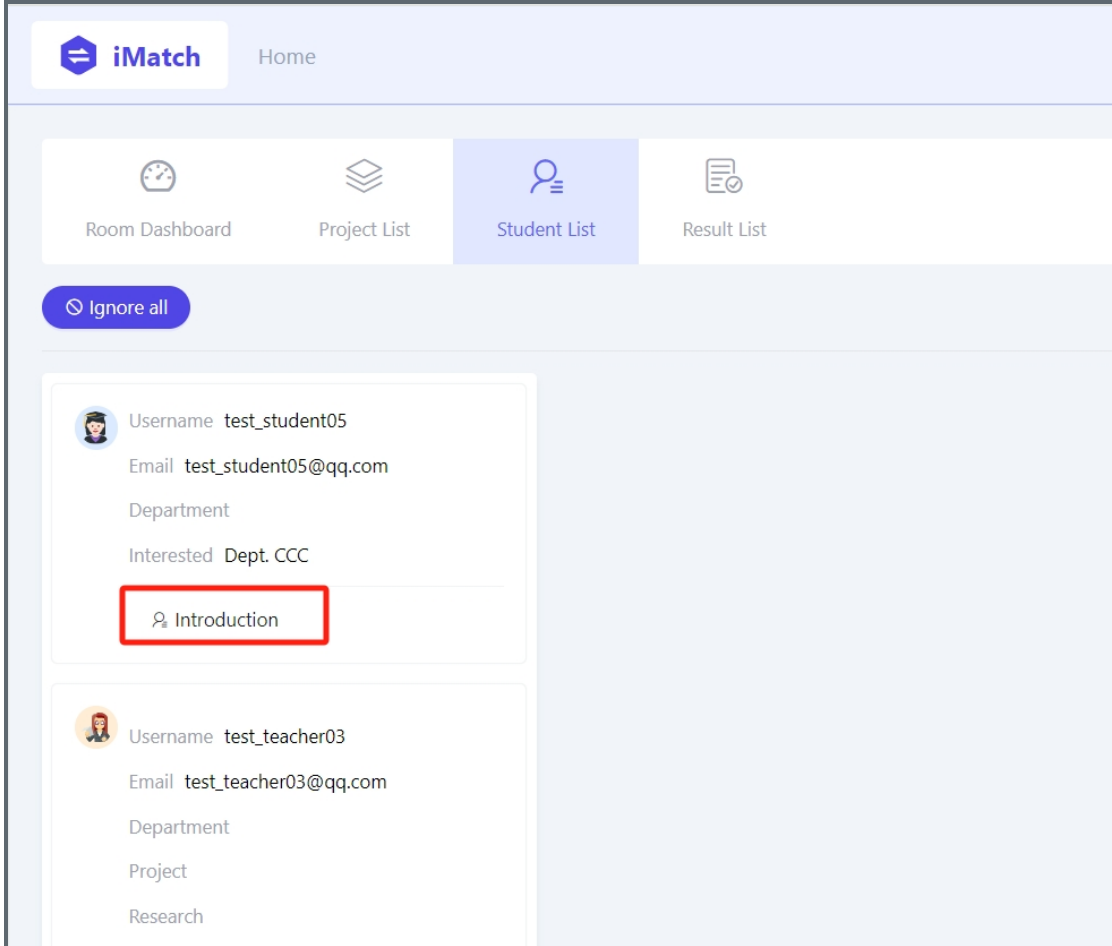 iMatch Home
Room Dashboard Project List Student List Result List
Ignore all
Username test_student05
Email test_student05@qq.com
Department
Interested Dept. CCC
Introduction
Username test_teacher03
Email test_teacher03@qq.com
Department
Project
Research